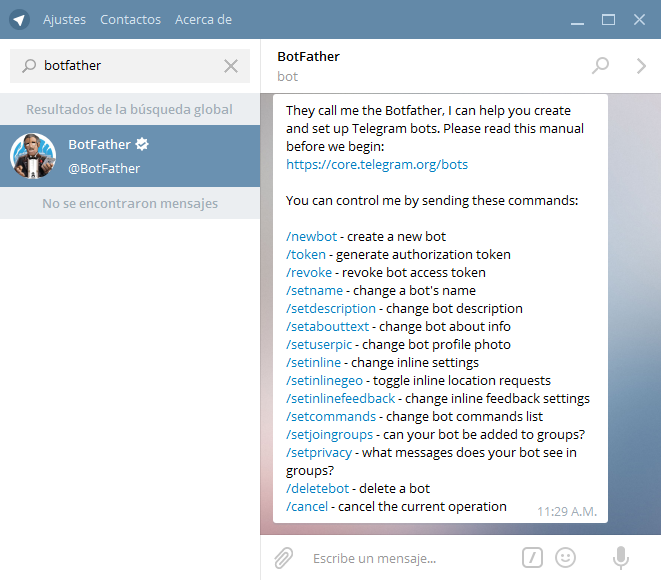 Ajustes Contactos Acerca de
botfather
Resultados de la búsqueda global
BotFather
@BotFather
No se encontraron mensajes
BotFather
bot
They call me the Botfather, I can help you create
and set up Telegram bots. Please read this manual
before we begin:
https://core.telegram.org/bots
You can control me by sending these commands:
/newbot - create a new bot
/token - generate authorization token
/revoke - revoke bot access token
/setname - change a bot's name
/setdescription - change bot description
/setabouttext - change bot about info
/setuserpic - change bot profile photo
/setinline - change inline settings
/setinlinegeo - toggle inline location requests
/setinlinefeedback - change inline feedback settings
/setcommands - change bot commands list
/setjoingroups - can your bot be added to groups?
/setprivacy - what messages does your bot see in
groups?
/deletebot - delete a bot
/cancel - cancel the current operation
11:29 A.M.
Escribe un mensaje...